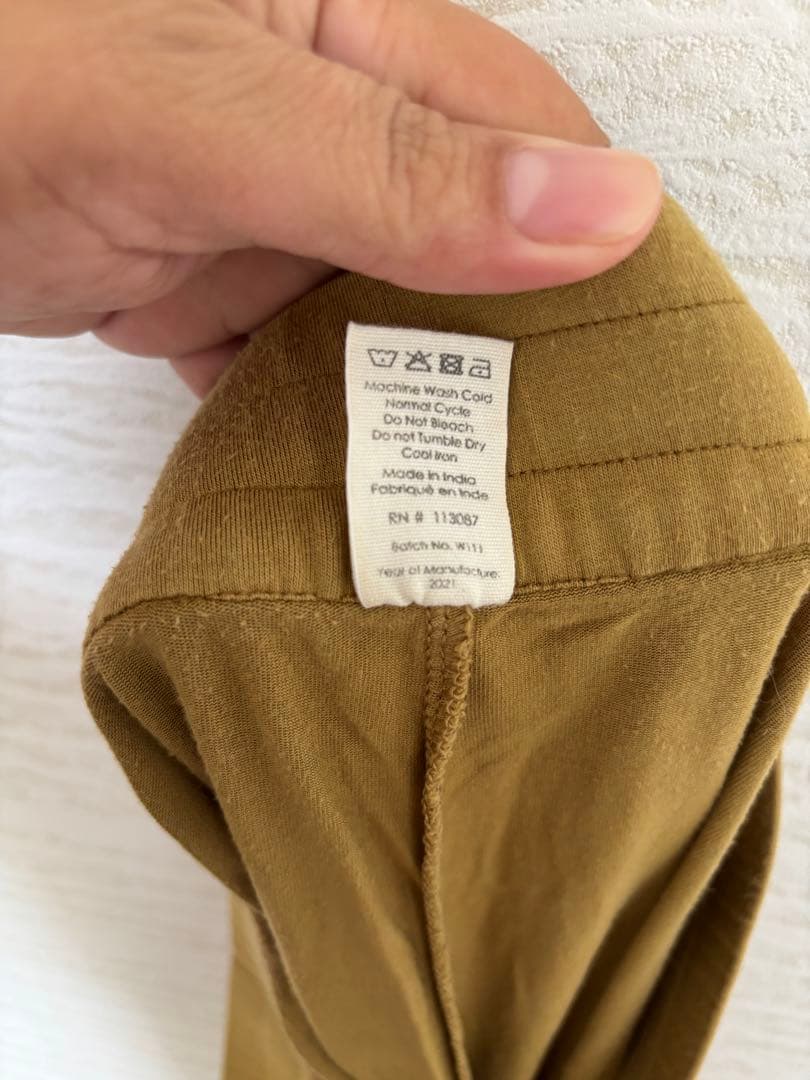 Machine Wash Cold
Normal Cycle
Do Not Bleach
Do not Tumble Dry
Cool Iron
Made in India
Fabriqué en Inde
RN # 113087
Batch No. W111
Year of Manufacture:
2021